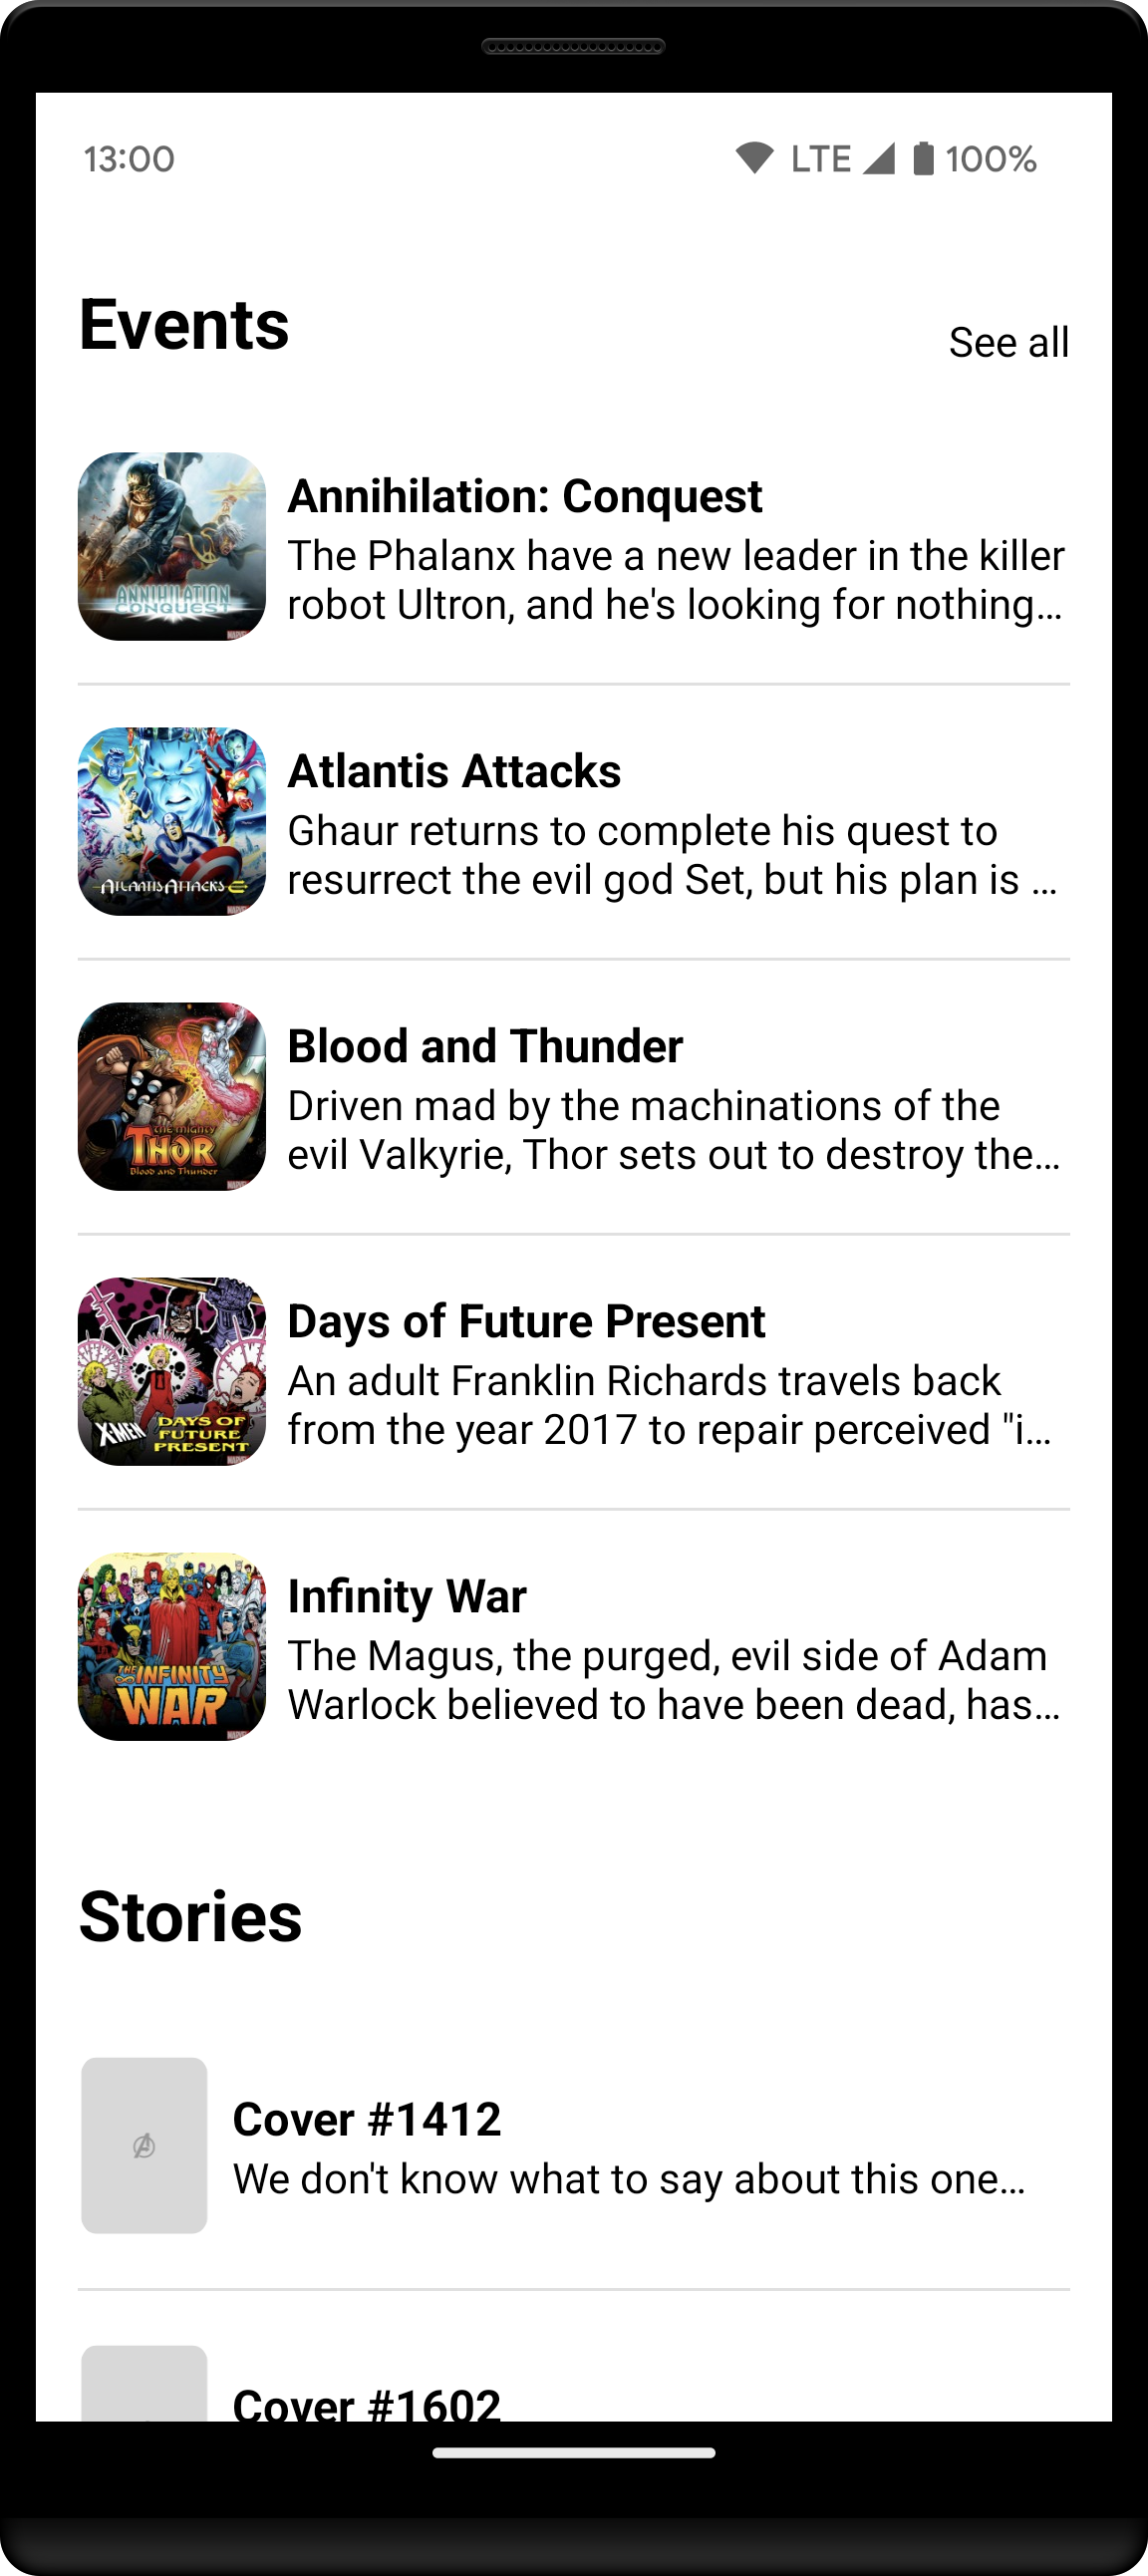 13:00 LTE 100%
Events
See all
ANNIHILATION
CONQUEST
MARVEL
Annihilation: Conquest
The Phalanx have a new leader in the killer
robot Ultron, and he's looking for nothing…
ATLANTIS ATTACKS
MARVEL
Atlantis Attacks
Ghaur returns to complete his quest to
resurrect the evil god Set, but his plan is …
THE MIGHTY
THOR
Blood and Thunder
MARVEL
Blood and Thunder
Driven mad by the machinations of the
evil Valkyrie, Thor sets out to destroy the…
X-MEN
DAYS OF
FUTURE
PRESENT
MARVEL
Days of Future Present
An adult Franklin Richards travels back
from the year 2017 to repair perceived "i…
THE INFINITY
WAR
MARVEL
Infinity War
The Magus, the purged, evil side of Adam
Warlock believed to have been dead, has…
Stories
Cover #1412
We don't know what to say about this one…
Cover #1602